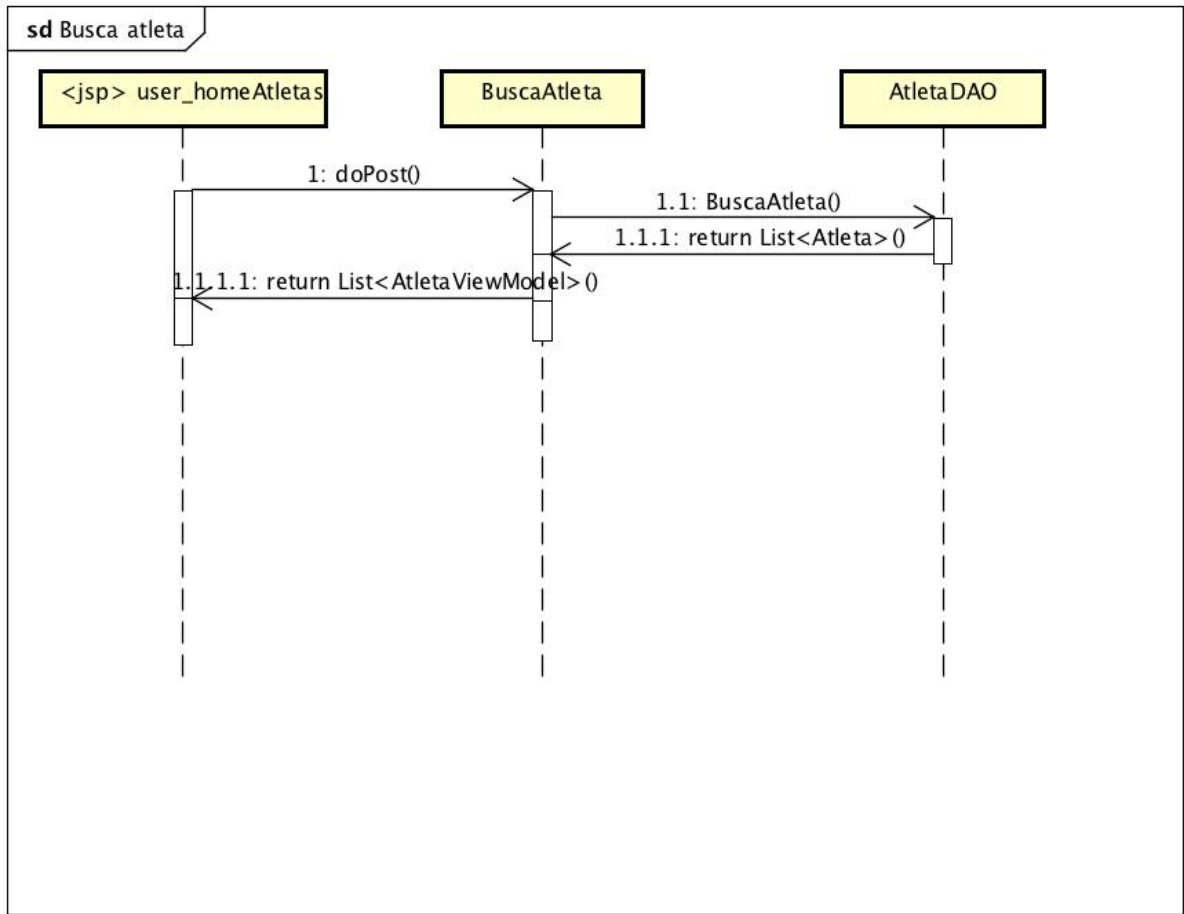 sd Busca atleta
<jsp> user_homeAtletas
BuscaAtleta
AtletaDAO
1: doPost()
1.1: BuscaAtleta()
1.1.1: return List<Atleta>()
1.1.1.1: return List<AtletaViewModel>()